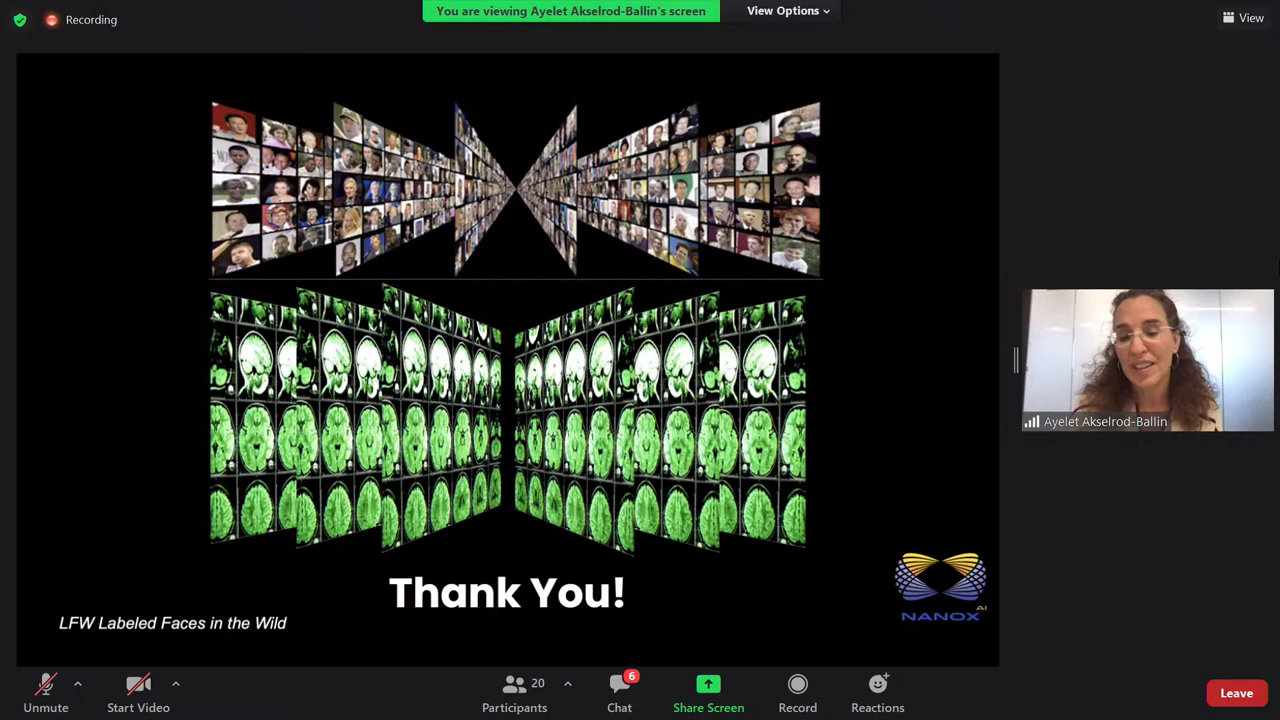 Recording
You are viewing Ayelet Akselrod-Ballin's screen
View Options
View
Ayelet Akselrod-Ballin
Thank You!
LFW Labeled Faces in the Wild
NANOX AI
Unmute
Start Video
20
Participants
6
Chat
Share Screen
Record
Reactions
Leave